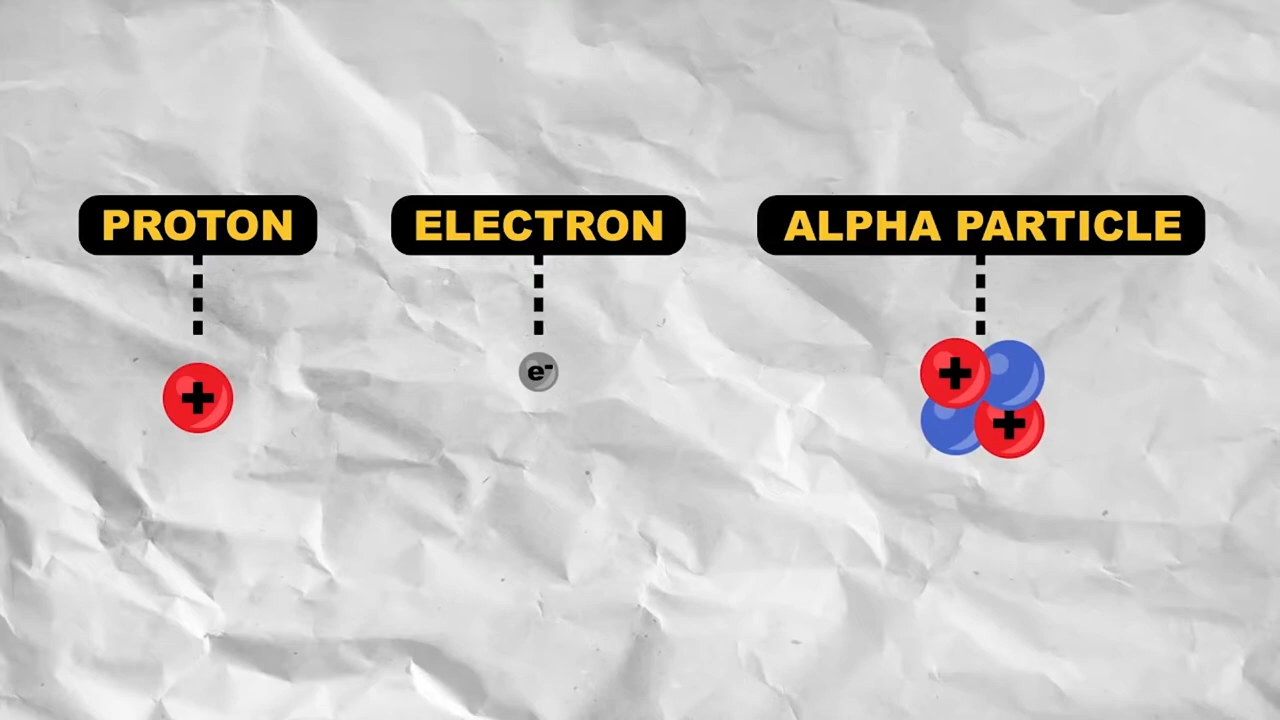 PROTON
ELECTRON
ALPHA PARTICLE
+
e-
+
+